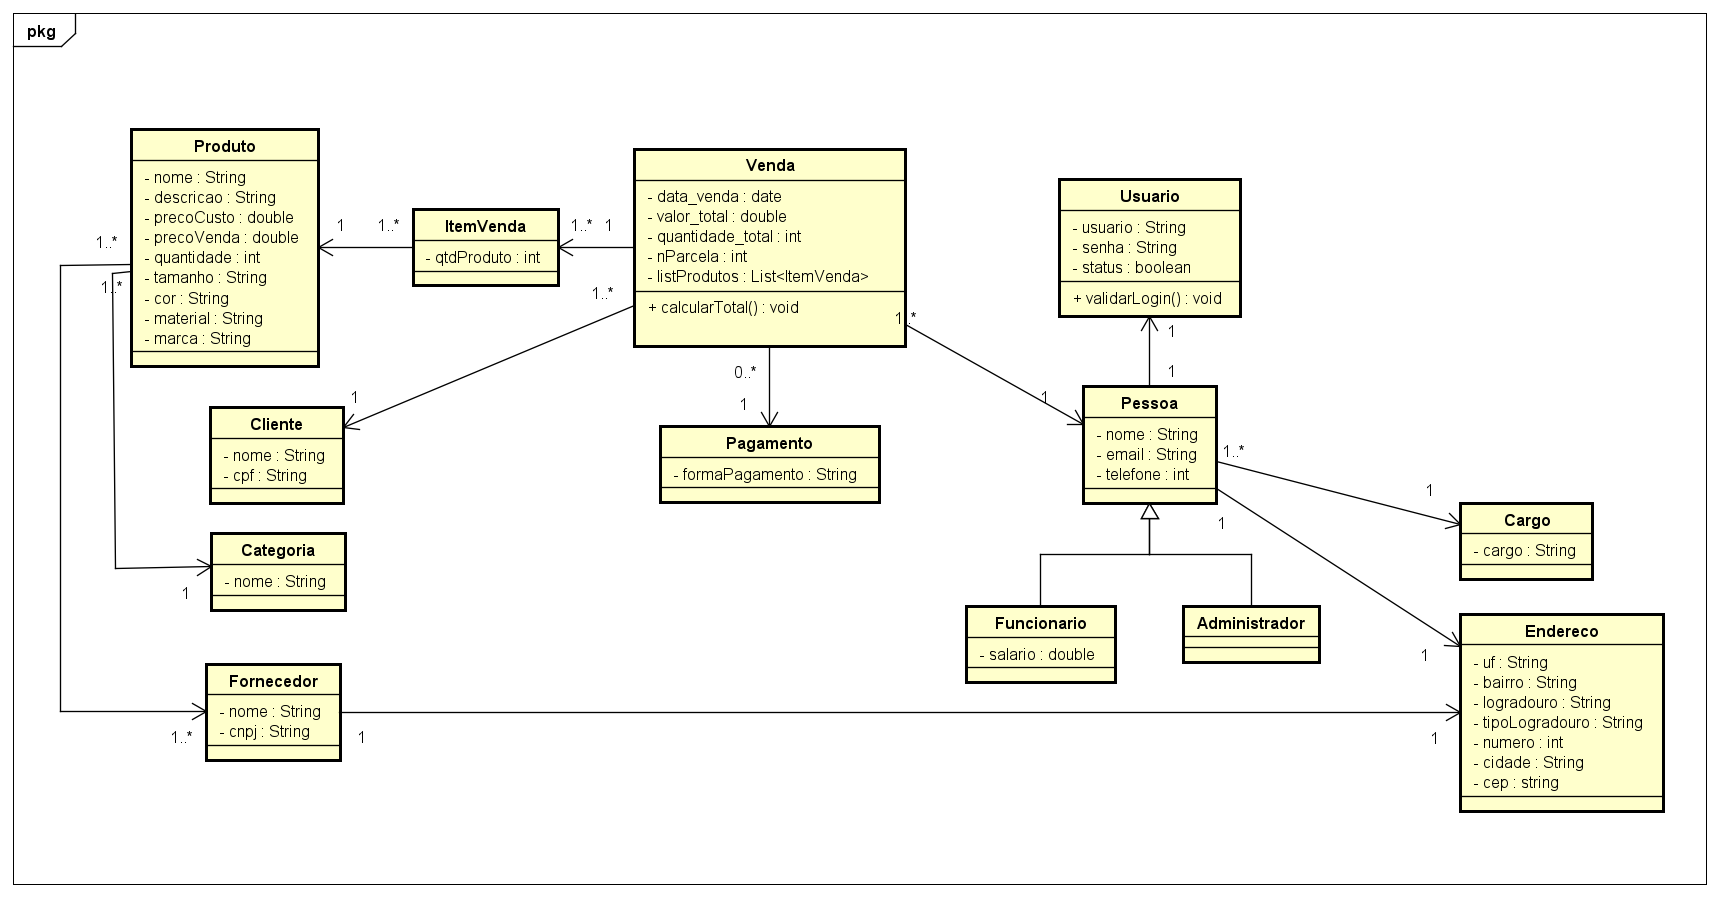 pkg
Produto
- nome : String
- descricao : String
- precoCusto : double
- precoVenda : double
- quantidade : int
- tamanho : String
- cor : String
- material : String
- marca : String
1..*
1..*
1
1..*
ItemVenda
- qtdProduto : int
1..*
1
Venda
- data_venda : date
- valor_total : double
- quantidade_total : int
- nParcela : int
- listProdutos : List<ItemVenda>
+ calcularTotal() : void
1..*
1..*
0..*
1
1
1
Usuario
- usuario : String
- senha : String
- status : boolean
+ validarLogin() : void
1
1
Pessoa
- nome : String
- email : String
- telefone : int
1..*
1
1
1
Cliente
- nome : String
- cpf : String
Pagamento
- formaPagamento : String
Categoria
- nome : String
1
Cargo
- cargo : String
Funcionario
- salario : double
Administrador
Fornecedor
- nome : String
- cnpj : String
1..*
1
1
Endereco
- uf : String
- bairro : String
- logradouro : String
- tipoLogradouro : String
- numero : int
- cidade : String
- cep : string